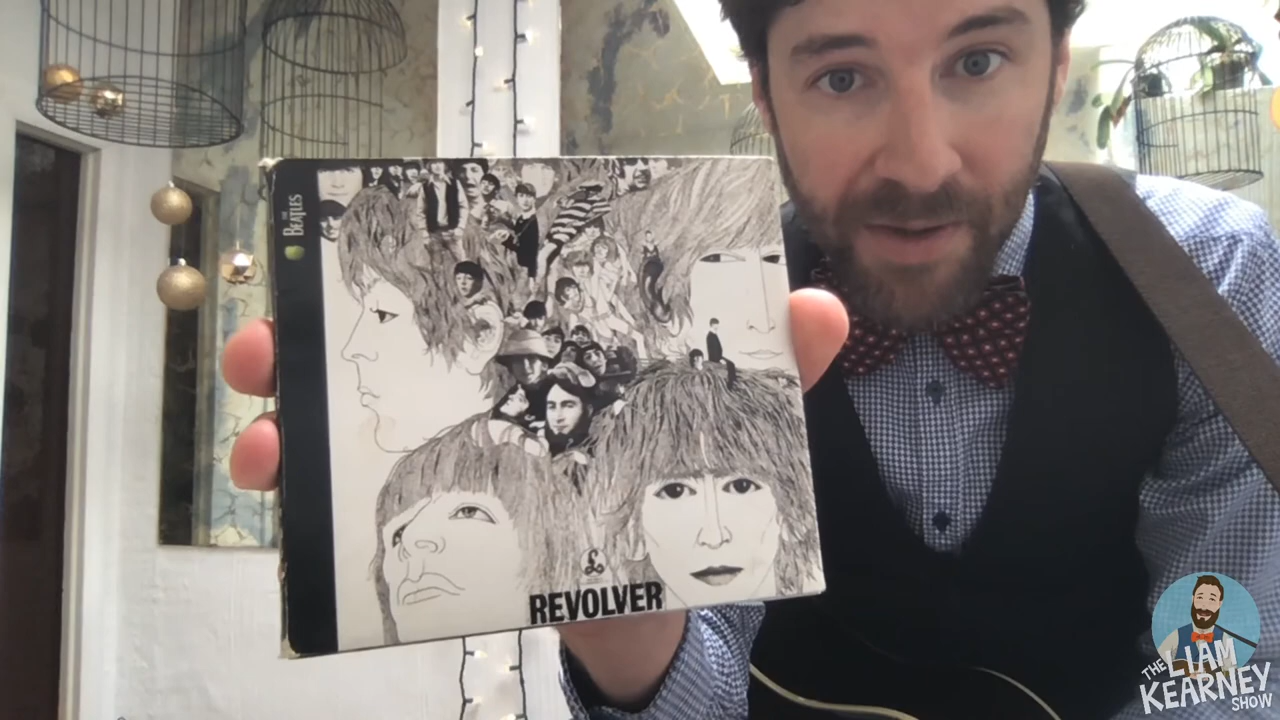 THE
BEATLES
£
REVOLVER
THE LIAM
KEARNEY
SHOW